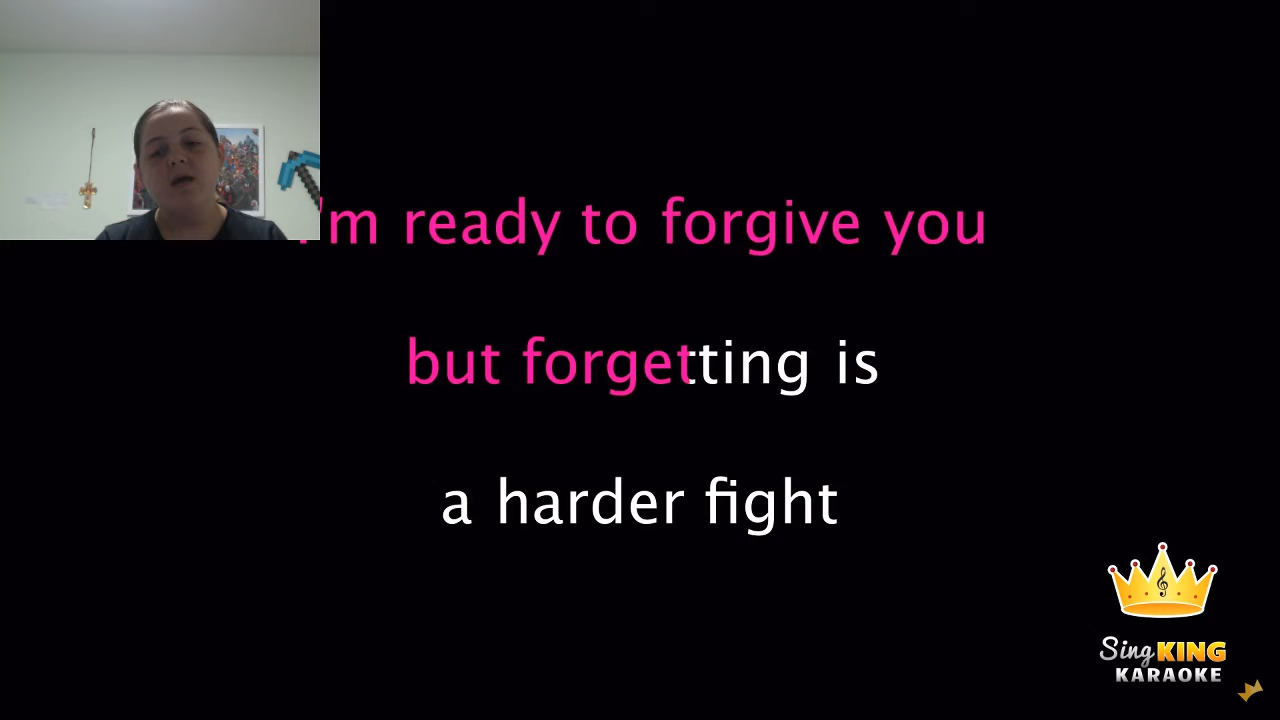 'm ready to forgive you
but forgetting is
a harder fight
Sing KING
KARAOKE